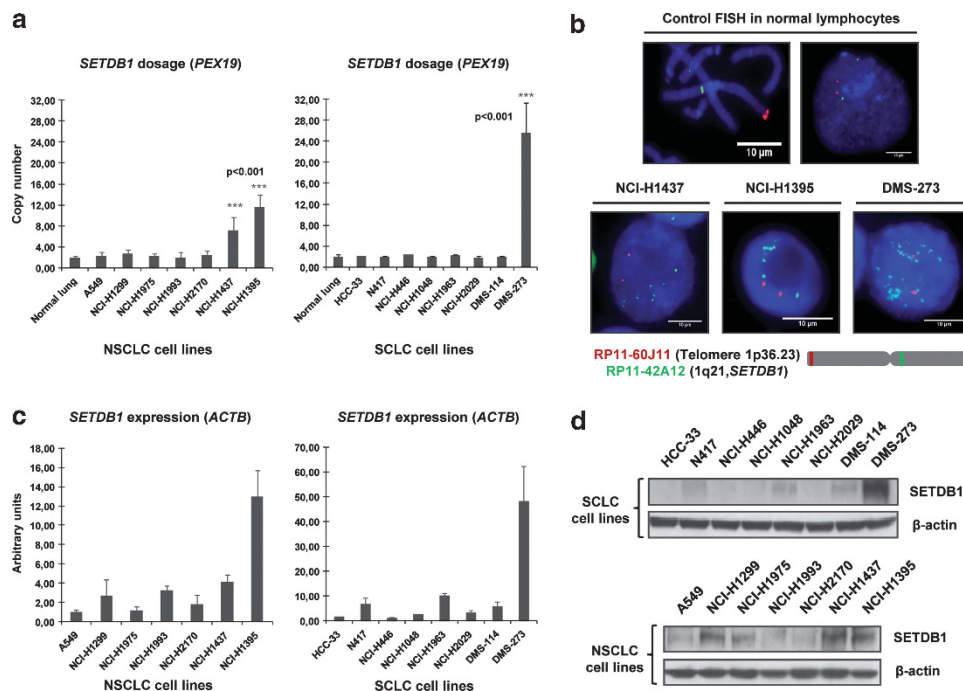 a
SETDB1 dosage (PEX19)
Copy number
32,00
28,00
24,00
20,00
16,00
12,00
8,00
4,00
0,00
p<0.001
***
***
Normal lung
A549
NCI-H1299
NCI-H1975
NCI-H1993
NCI-H2170
NCI-H1437
NCI-H1395
NSCLC cell lines
SETDB1 dosage (PEX19)
32,00
28,00
24,00
20,00
16,00
12,00
8,00
4,00
0,00
p<0.001
***
Normal lung
HCC-33
N417
NCI-H446
NCI-H1048
NCI-H1963
NCI-H2029
DMS-114
DMS-273
SCLC cell lines
b
Control FISH in normal lymphocytes
10 µm
10 µm
NCI-H1437
NCI-H1395
DMS-273
10 µm
10 µm
10 µm
RP11-60J11 (Telomere 1p36.23)
RP11-42A12 (1q21,SETDB1)
c
SETDB1 expression (ACTB)
Arbitrary units
18,00
16,00
14,00
12,00
10,00
8,00
6,00
4,00
2,00
0,00
A549
NCI-H1299
NCI-H1975
NCI-H1993
NCI-H2170
NCI-H1437
NCI-H1395
NSCLC cell lines
SETDB1 expression (ACTB)
70,00
60,00
50,00
40,00
30,00
20,00
10,00
0,00
HCC-33
N417
NCI-H446
NCI-H1048
NCI-H1963
NCI-H2029
DMS-114
DMS-273
SCLC cell lines
d
HCC-33
N417
NCI-H446
NCI-H1048
NCI-H1963
NCI-H2029
DMS-114
DMS-273
SCLC
cell lines
SETDB1
β-actin
A549
NCI-H1299
NCI-H1975
NCI-H1993
NCI-H2170
NCI-H1437
NCI-H1395
NSCLC
cell lines
SETDB1
β-actin